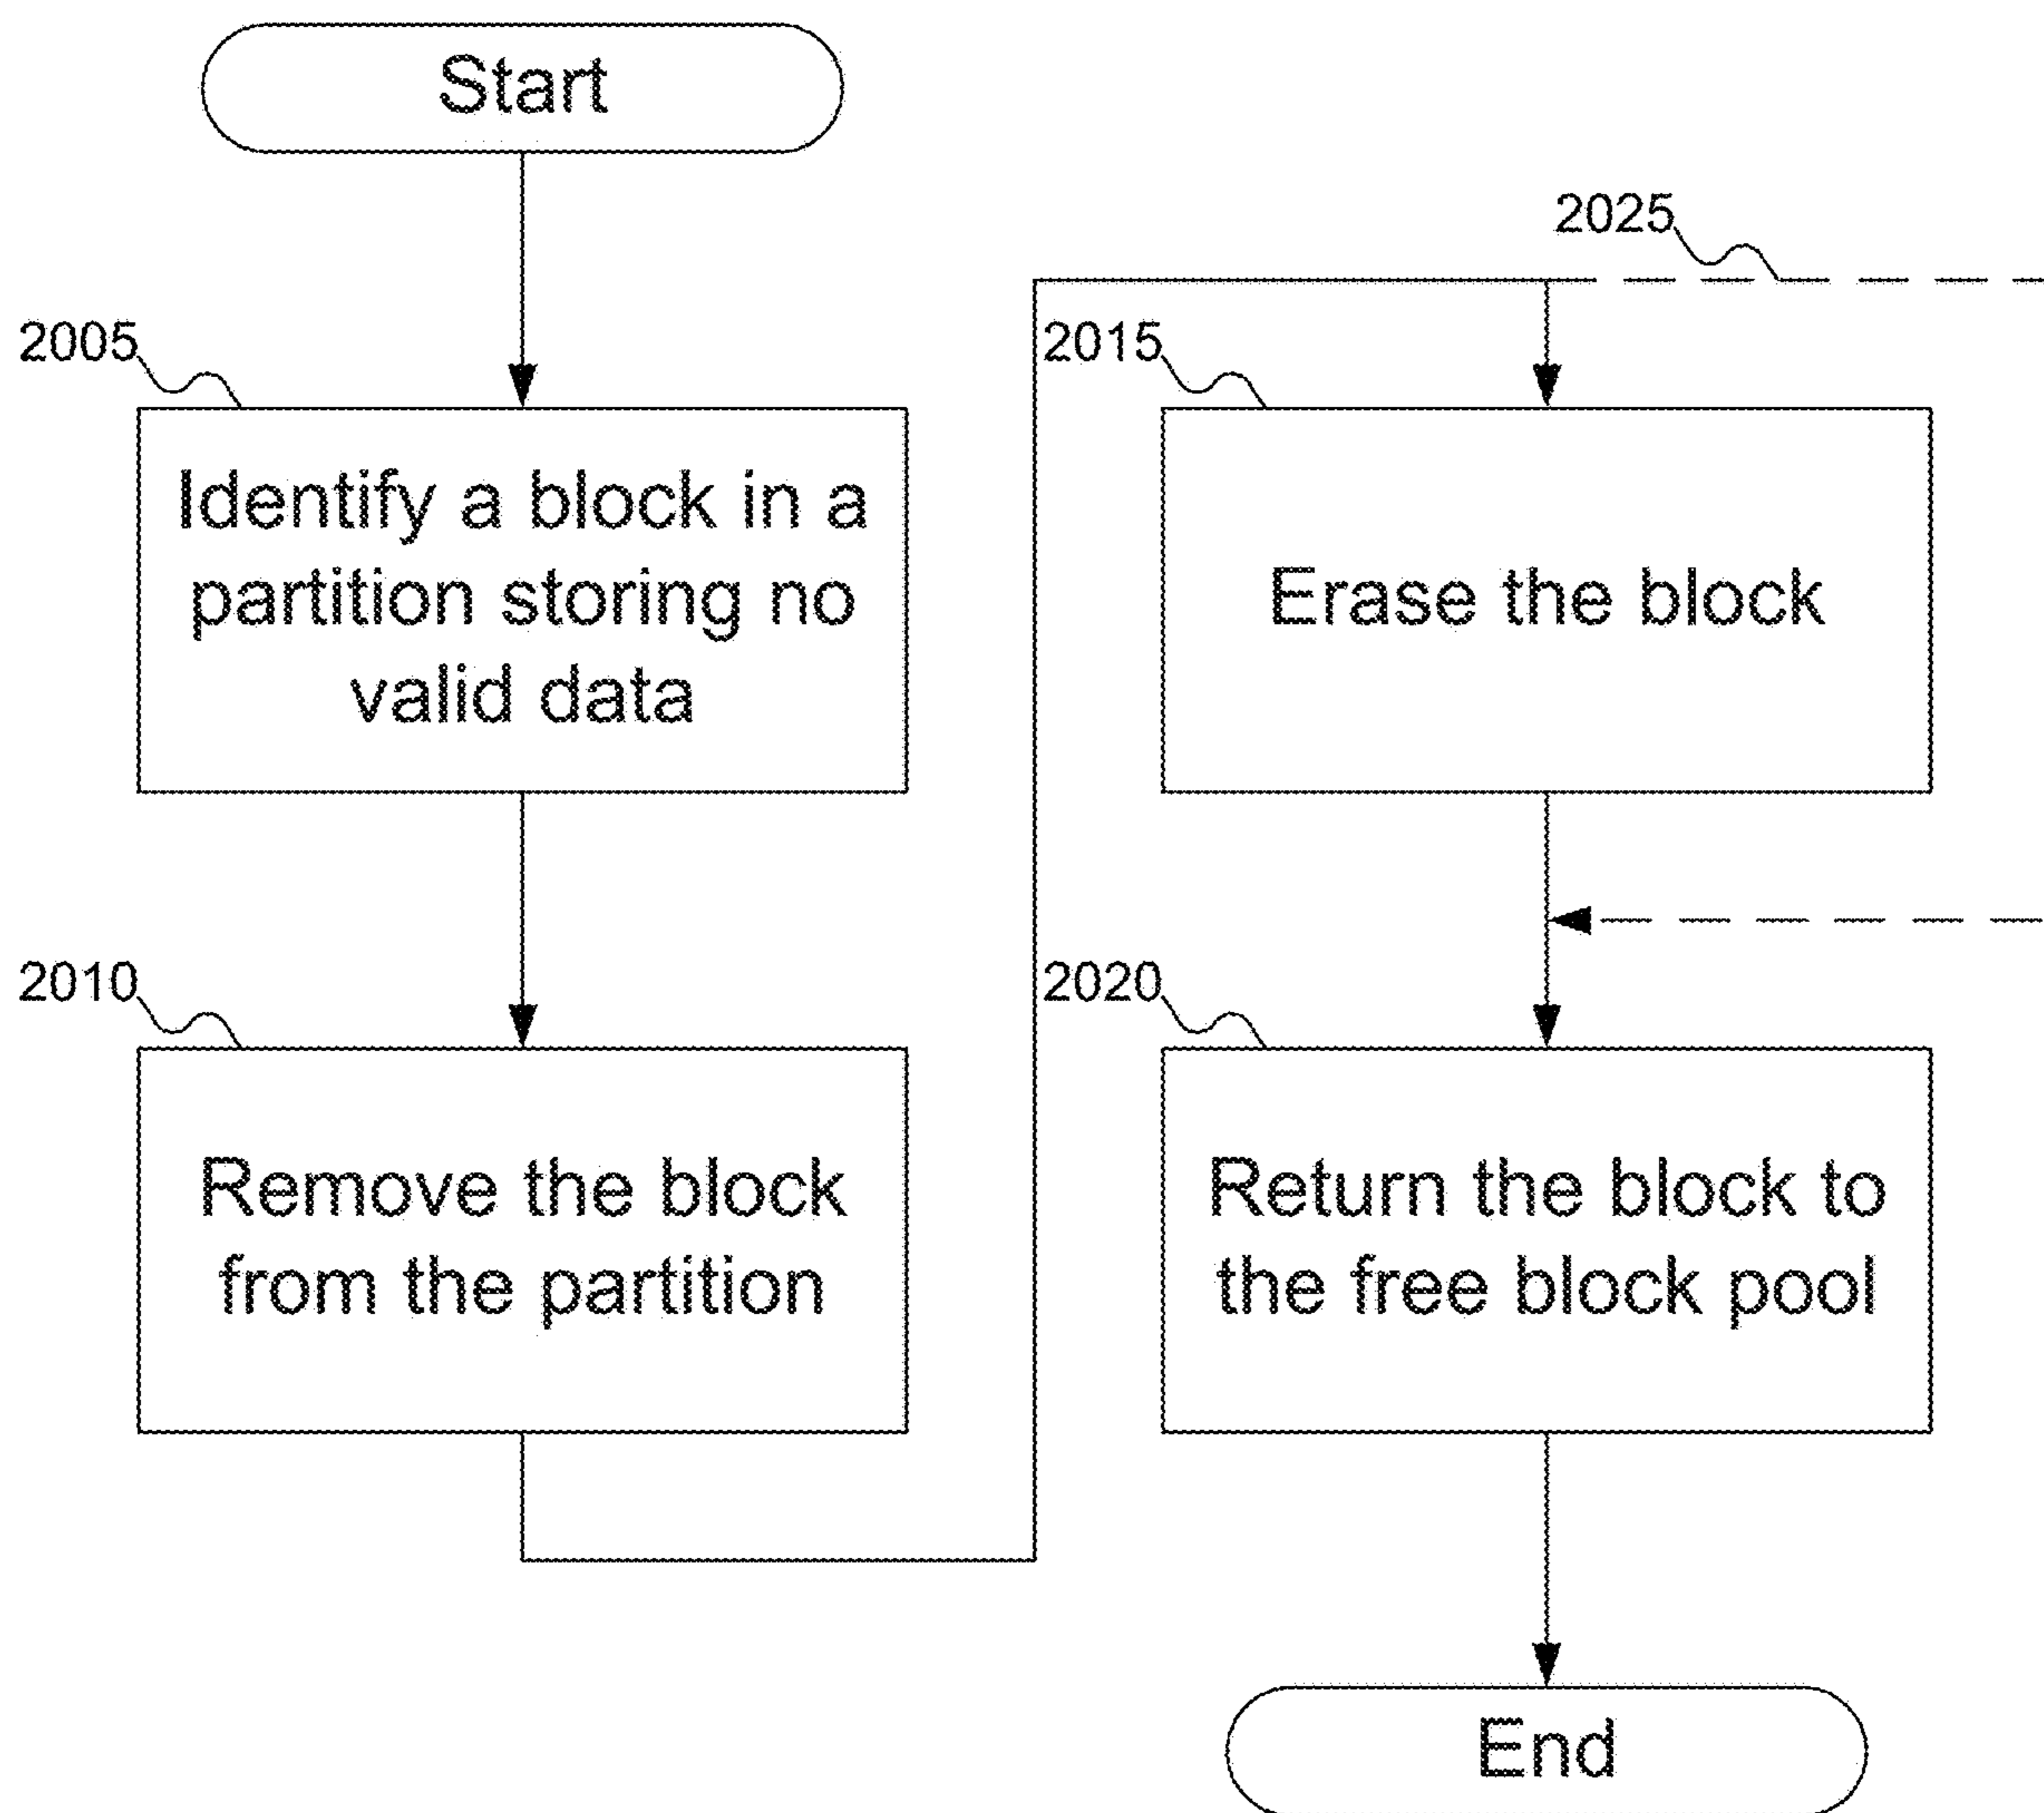 Start
2005
Identify a block in a
partition storing no
valid data
2010
Remove the block
from the partition
2025
2015
Erase the block
2020
Return the block to
the free block pool
End